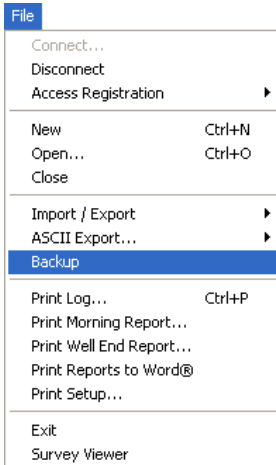 File
Connect...
Disconnect
Access Registration
New Ctrl+N
Open... Ctrl+O
Close
Import / Export
ASCII Export...
Backup
Print Log... Ctrl+P
Print Morning Report...
Print Well End Report...
Print Reports to Word®
Print Setup...
Exit
Survey Viewer